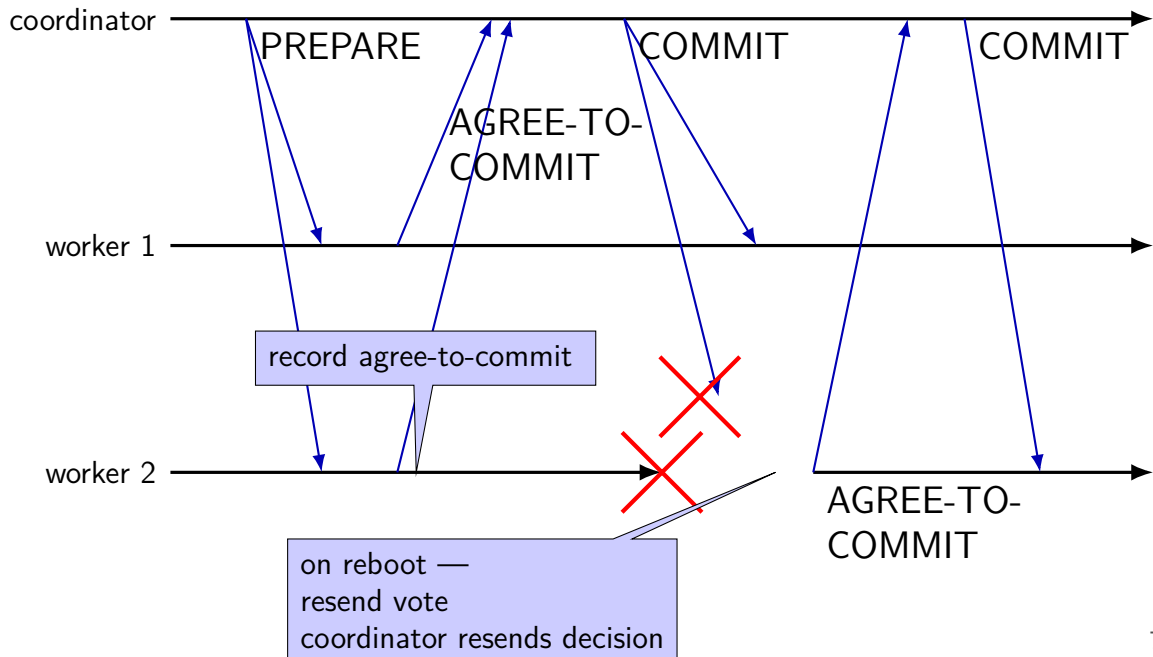 coordinator
PREPARE
COMMIT
COMMIT
AGREE-TO-
COMMIT
worker 1
record agree-to-commit
worker 2
AGREE-TO-
COMMIT
on reboot —
resend vote
coordinator resends decision